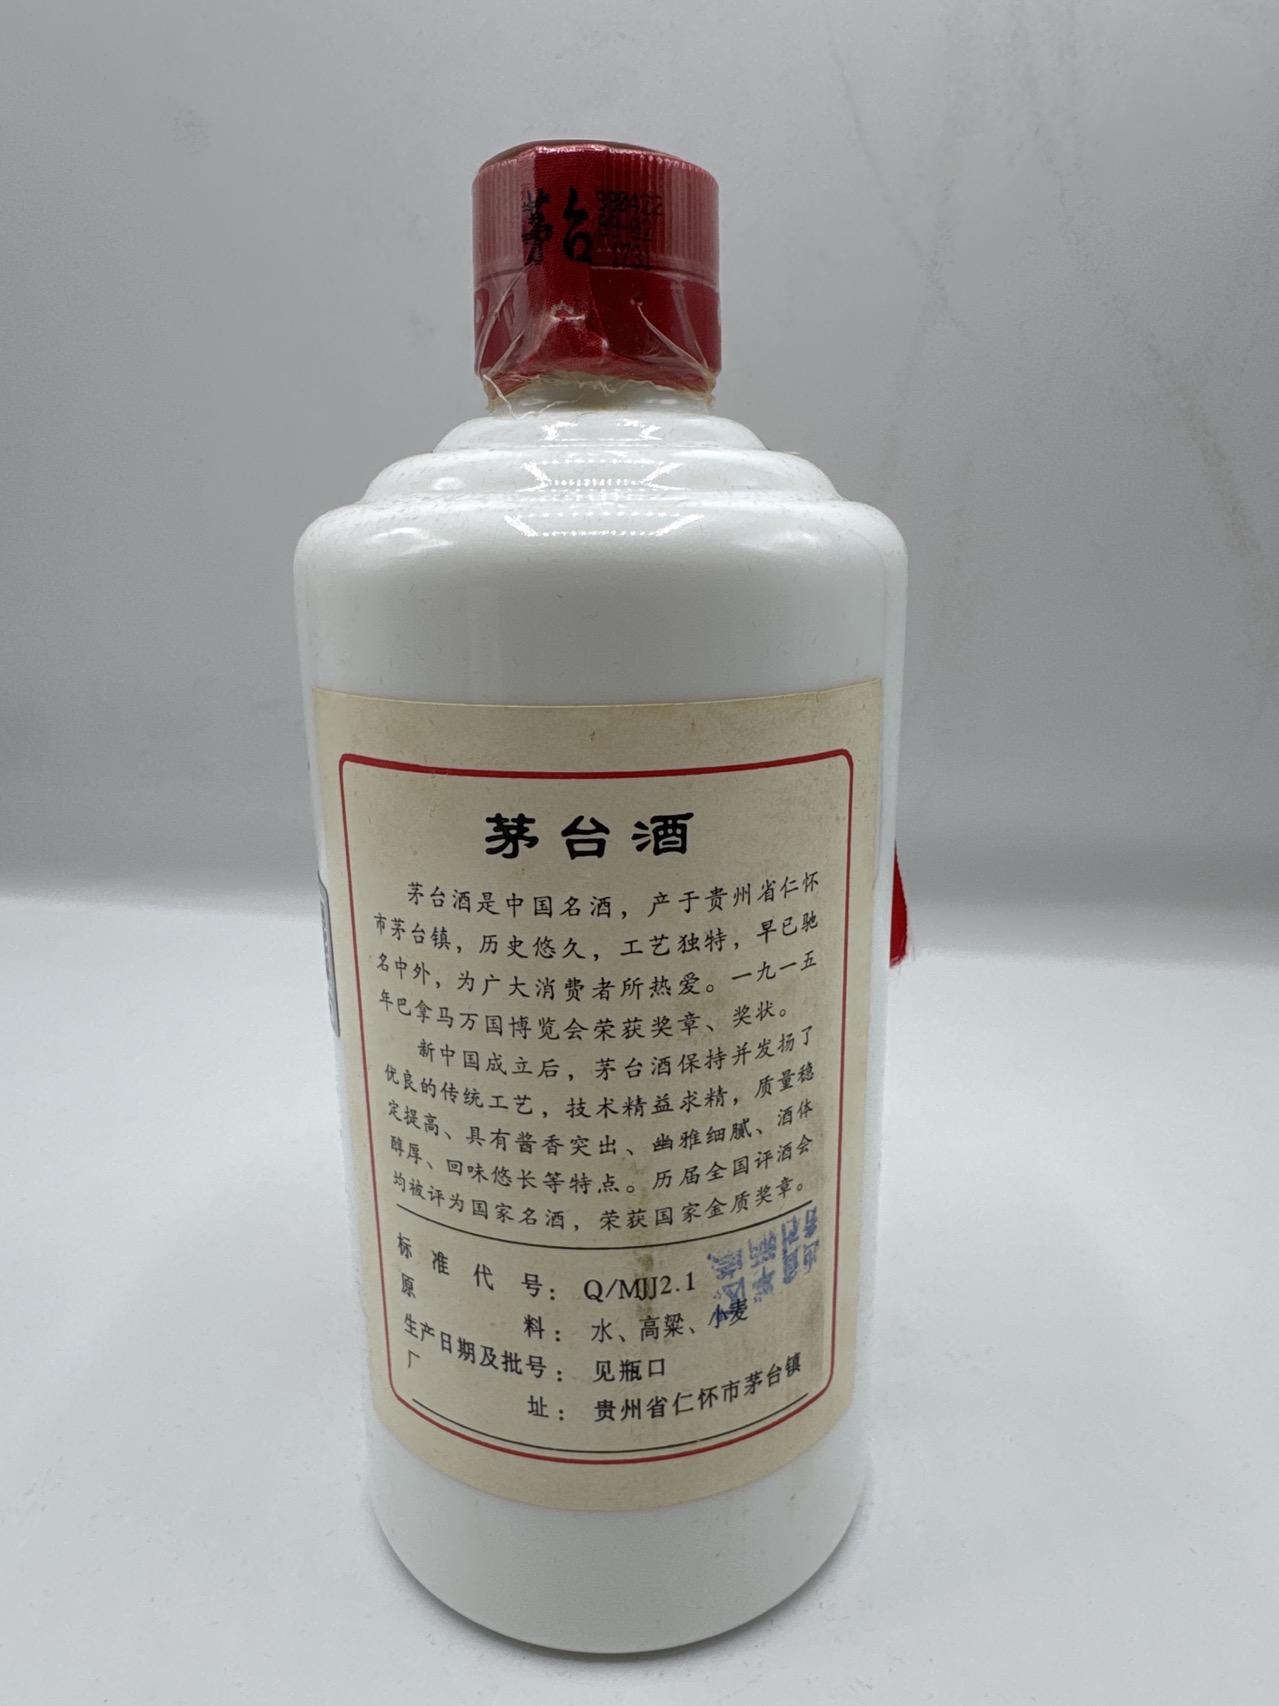 茅台
茅台酒
茅台酒是中国名酒，产于贵州省仁怀
市茅台镇，历史悠久，工艺独特，早已驰
名中外，为广大消费者所热爱。一九一五
年巴拿马万国博览会荣获奖章、奖状。
新中国成立后，茅台酒保持并发扬了
优良的传统工艺，技术精益求精，质量稳
定提高、具有酱香突出、幽雅细腻、酒体
醇厚、回味悠长等特点。历届全国评酒会
均被评为国家名酒，荣获国家金质奖章。
标准代号：Q/MJJ2.1
原料：水、高粱、小麦
生产日期及批号：见瓶口
厂址：贵州省仁怀市茅台镇